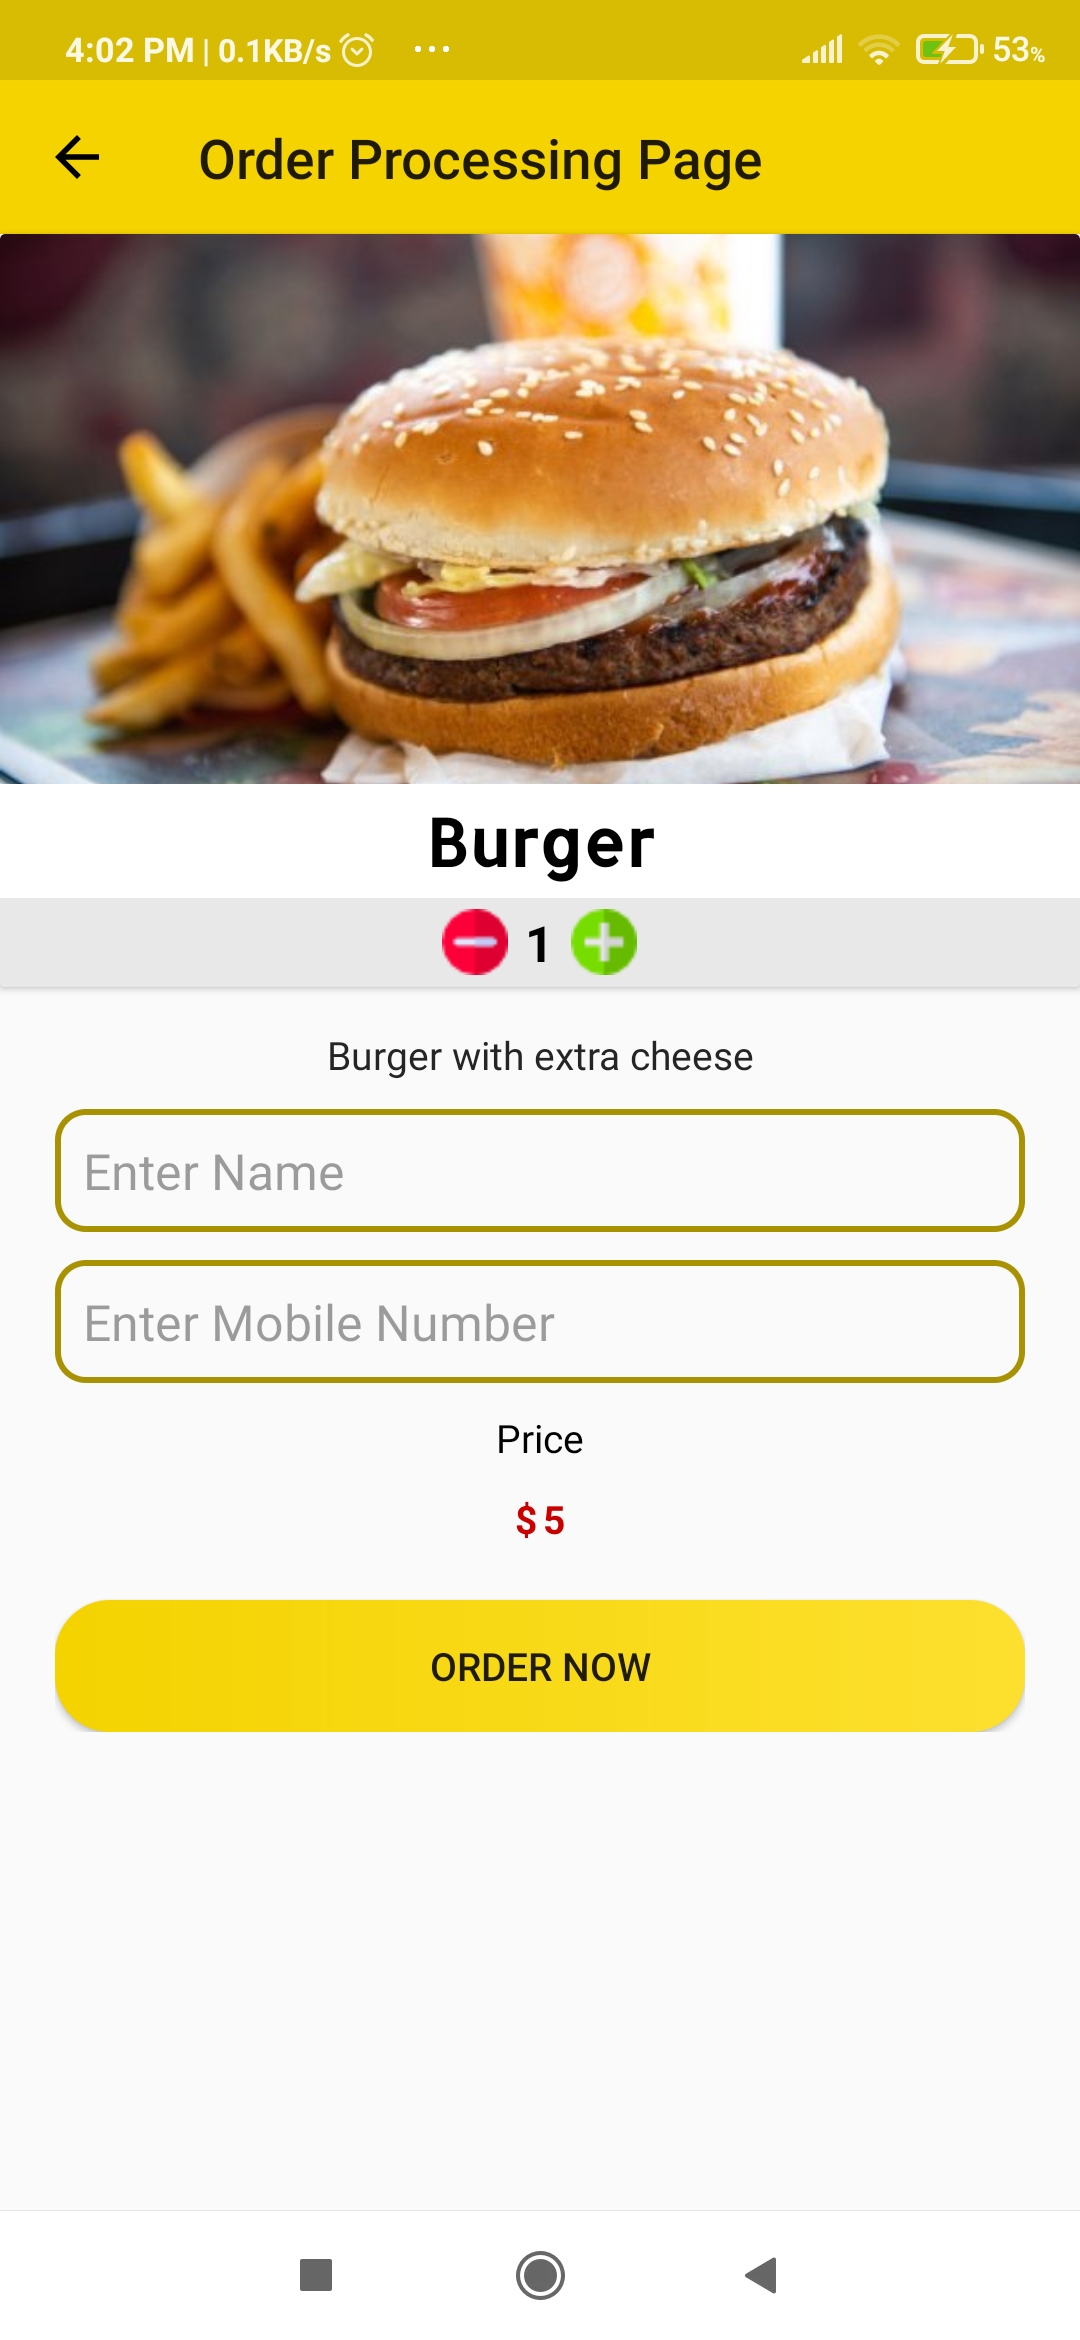 4:02 PM | 0.1KB/s ... 53%
Order Processing Page
Burger
1
Burger with extra cheese
Enter Name
Enter Mobile Number
Price
$ 5
ORDER NOW